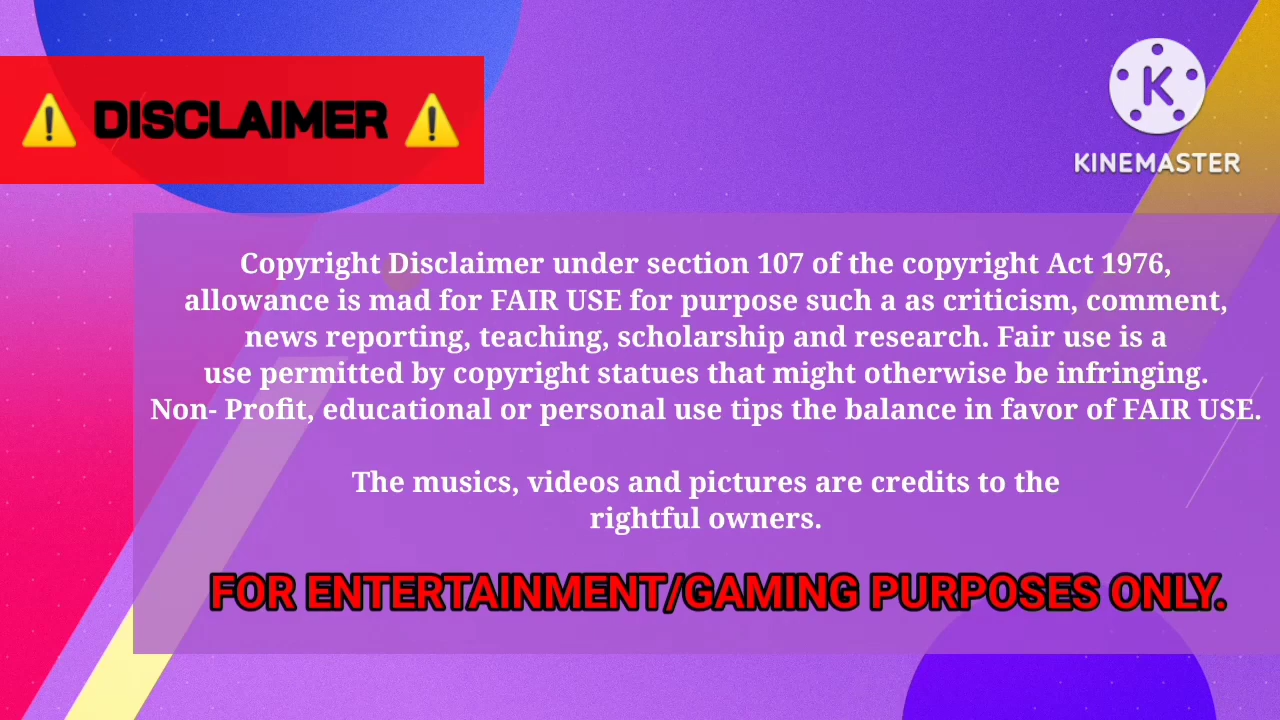 ⚠️ DISCLAIMER ⚠️
K
KINEMASTER
Copyright Disclaimer under section 107 of the copyright Act 1976,
allowance is mad for FAIR USE for purpose such a as criticism, comment,
news reporting, teaching, scholarship and research. Fair use is a
use permitted by copyright statues that might otherwise be infringing.
Non- Profit, educational or personal use tips the balance in favor of FAIR USE.
The musics, videos and pictures are credits to the
rightful owners.
FOR ENTERTAINMENT/GAMING PURPOSES ONLY.